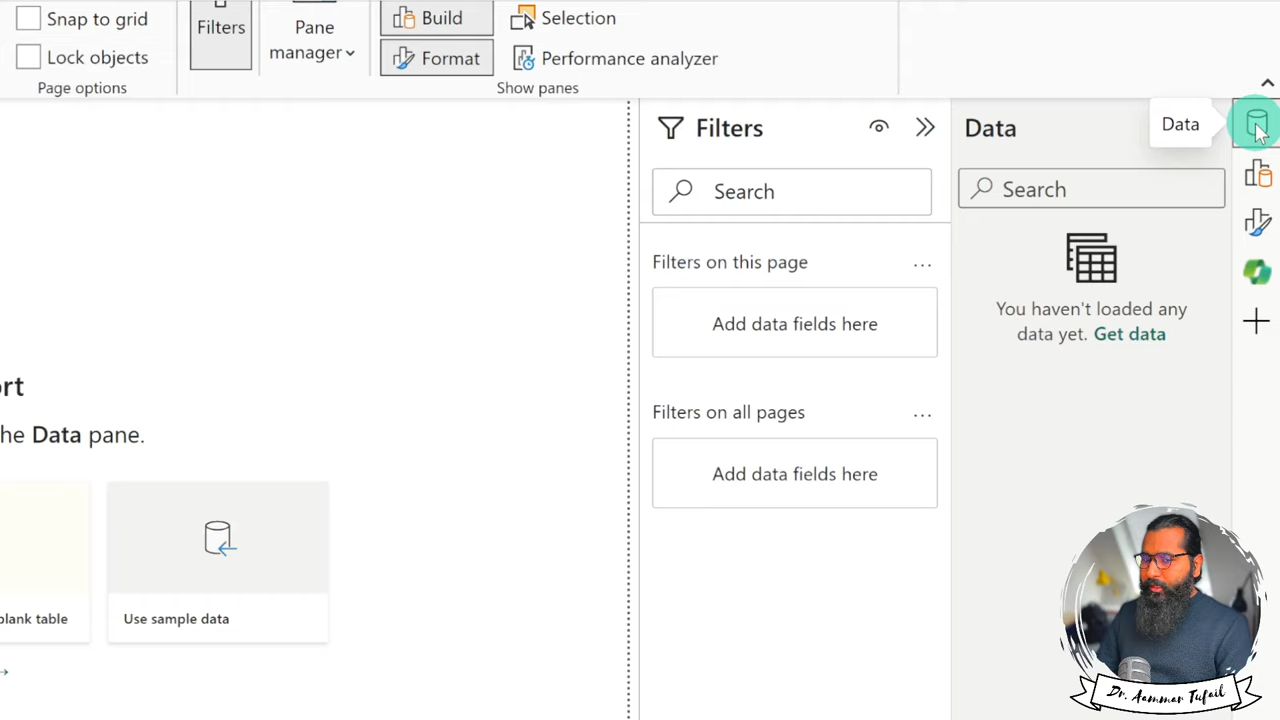 Snap to grid
Lock objects
Page options
Filters
Pane
manager
Build
Format
Selection
Performance analyzer
Show panes
Filters
Search
Filters on this page
...
Add data fields here
Filters on all pages
...
Add data fields here
Data
Data
Search
You haven't loaded any
data yet. Get data
ort
he Data pane.
blank table
Use sample data
Dr. Aammar Tufail